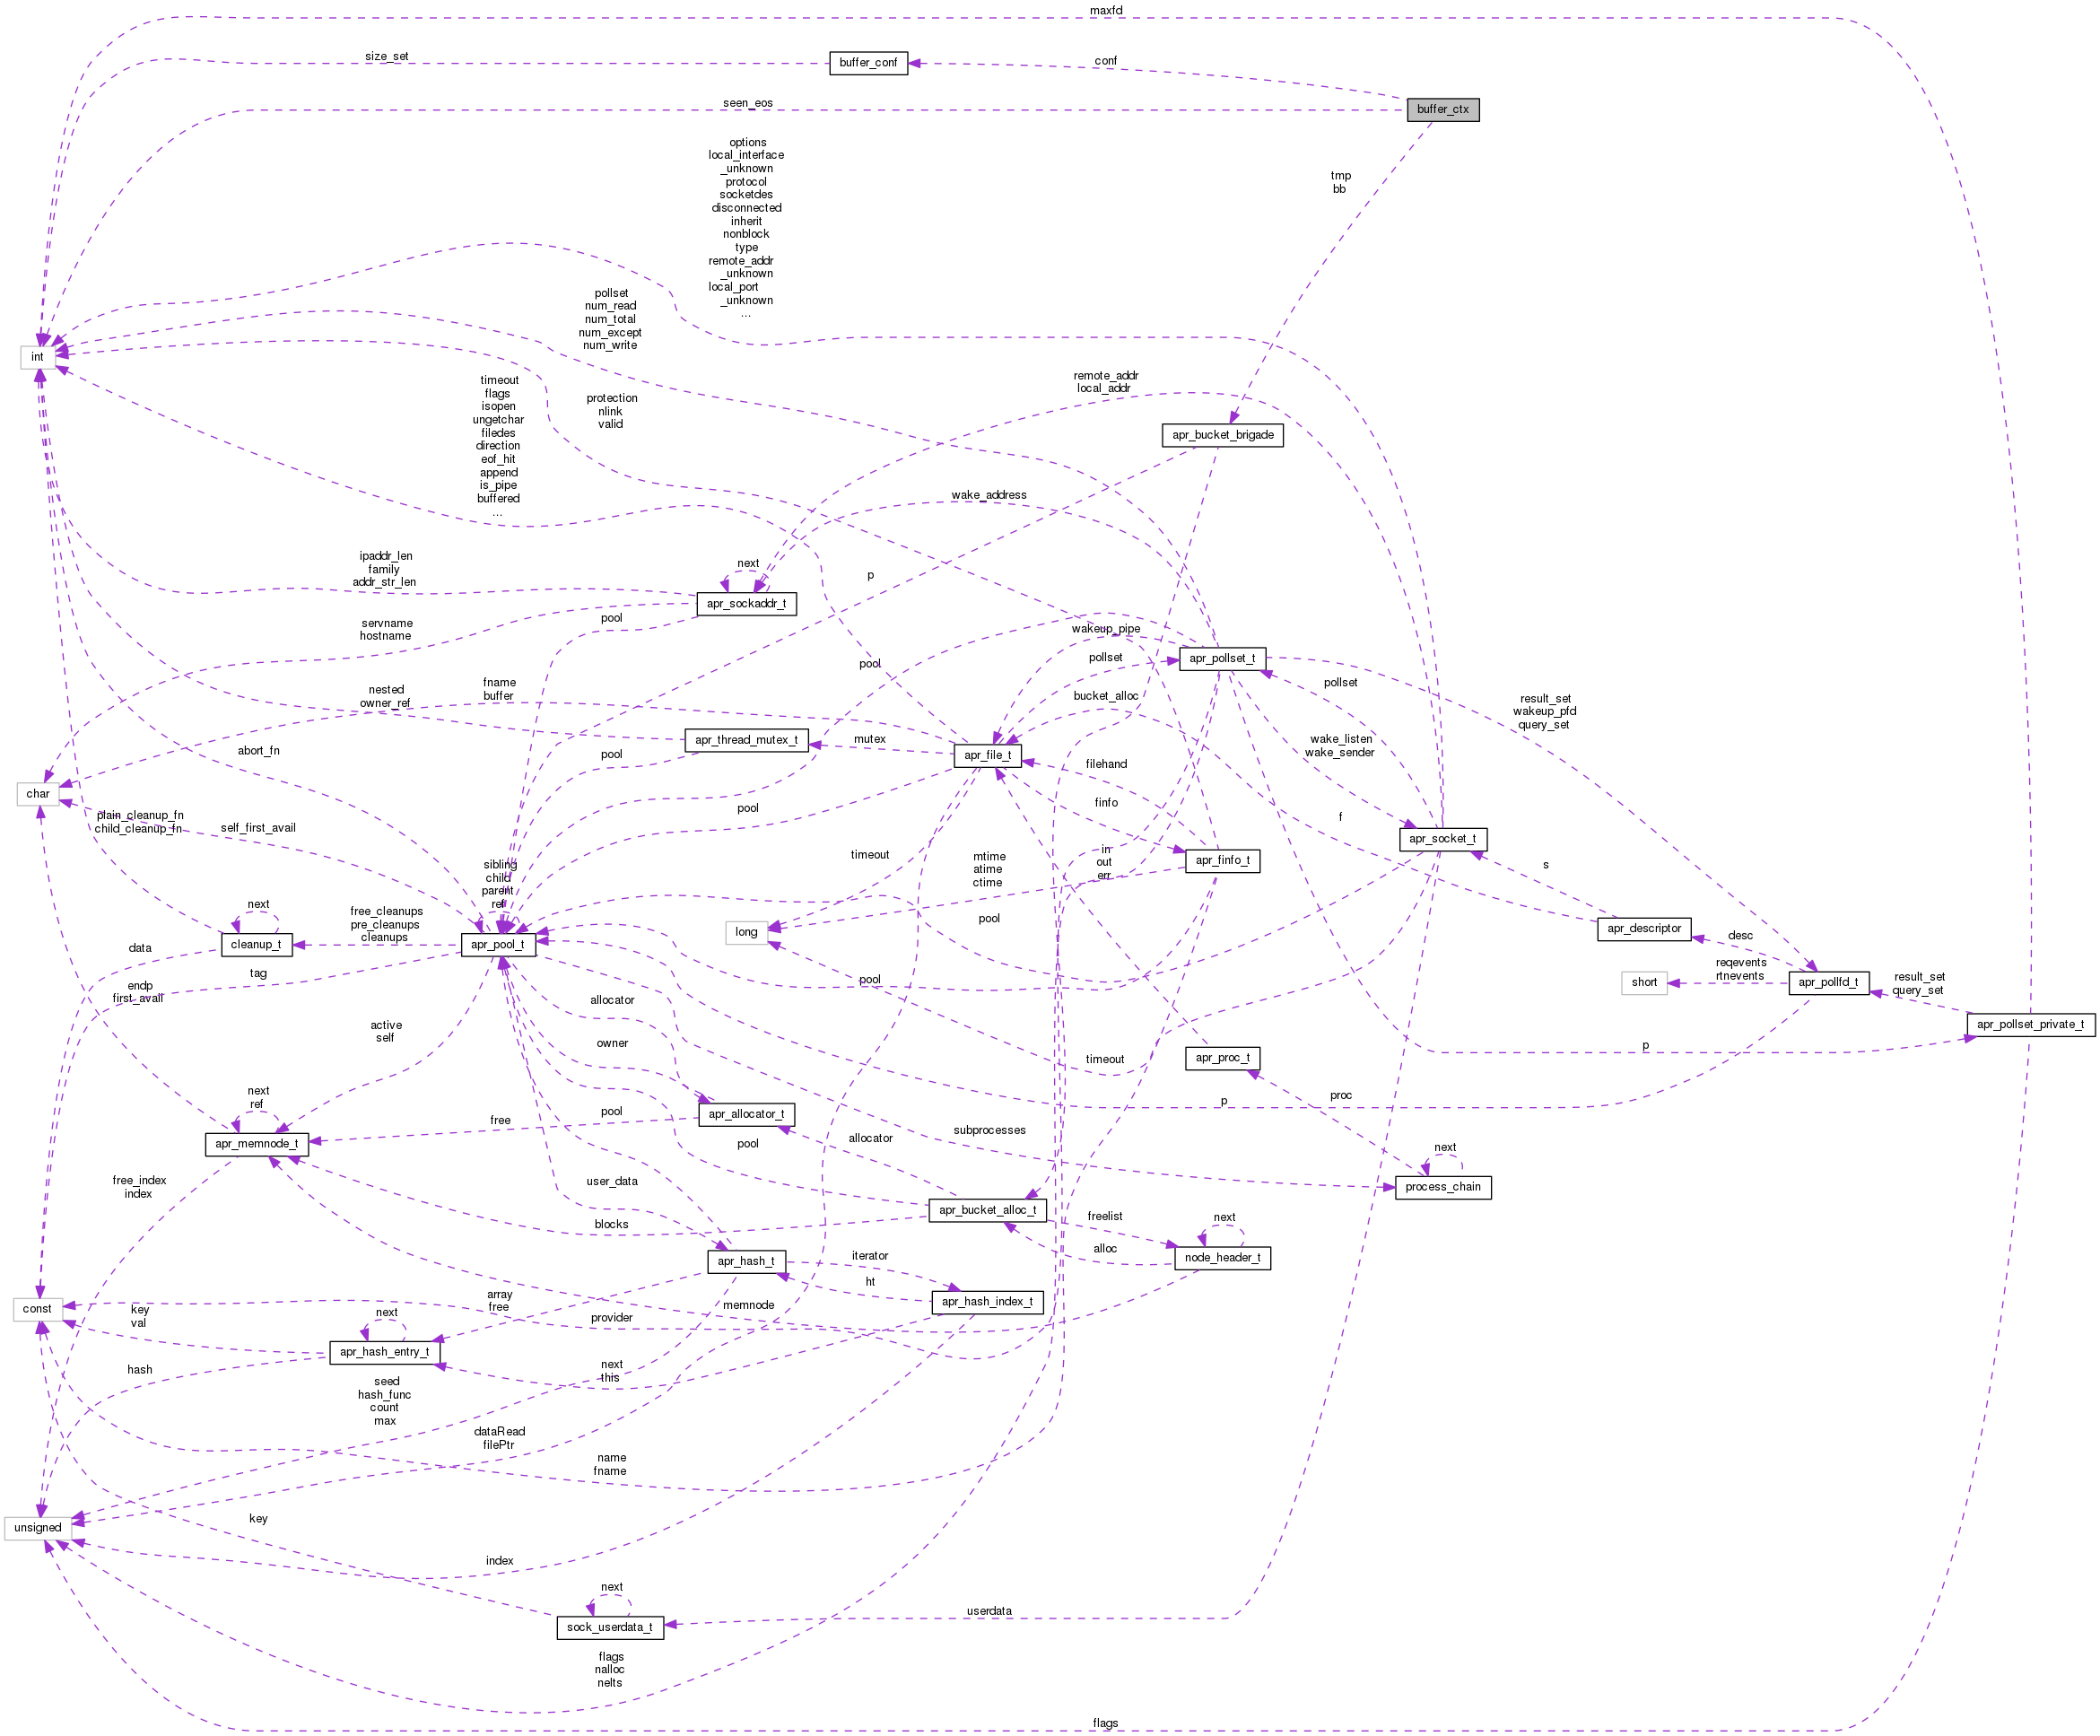 maxfd
size_set
buffer_conf
conf
seen_eos
buffer_ctx
options
local_interface
_unknown
protocol
socketdes
disconnected
inherit
nonblock
type
remote_addr
_unknown
local_port
_unknown
...
tmp
bb
pollset
num_read
num_total
num_except
num_write
int
timeout
flags
isopen
ungetchar
filedes
direction
eof_hit
append
is_pipe
buffered
...
protection
nlink
valid
remote_addr
local_addr
apr_bucket_brigade
wake_address
ipaddr_len
family
addr_str_len
next
p
apr_sockaddr_t
servname
hostname
pool
wakeup_pipe
pool
pollset
apr_pollset_t
pollset
nested
owner_ref
fname
buffer
bucket_alloc
result_set
wakeup_pfd
query_set
abort_fn
apr_thread_mutex_t
mutex
pool
apr_file_t
filehand
wake_listen
wake_sender
char
plain_cleanup_fn
child_cleanup_fn
self_first_avail
pool
finfo
f
apr_socket_t
sibling
child
parent
ref
timeout
mtime
atime
ctime
in
out
err
apr_finfo_t
s
next
free_cleanups
pre_cleanups
cleanups
pool
long
apr_descriptor
data
cleanup_t
apr_pool_t
desc
tag
endp
first_avail
allocator
pool
short
reqevents
rtnevents
apr_pollfd_t
result_set
query_set
apr_pollset_private_t
active
self
owner
timeout
apr_proc_t
p
next
ref
pool
apr_allocator_t
p
proc
free
apr_memnode_t
pool
allocator
subprocesses
next
free_index
index
user_data
process_chain
apr_bucket_alloc_t
blocks
freelist
next
alloc
node_header_t
apr_hash_t
iterator
ht
const
key
val
next
array
free
provider
memnode
apr_hash_index_t
apr_hash_entry_t
hash
next
this
seed
hash_func
count
max
dataRead
filePtr
name
fname
unsigned
key
index
next
userdata
sock_userdata_t
flags
nalloc
nelts
flags